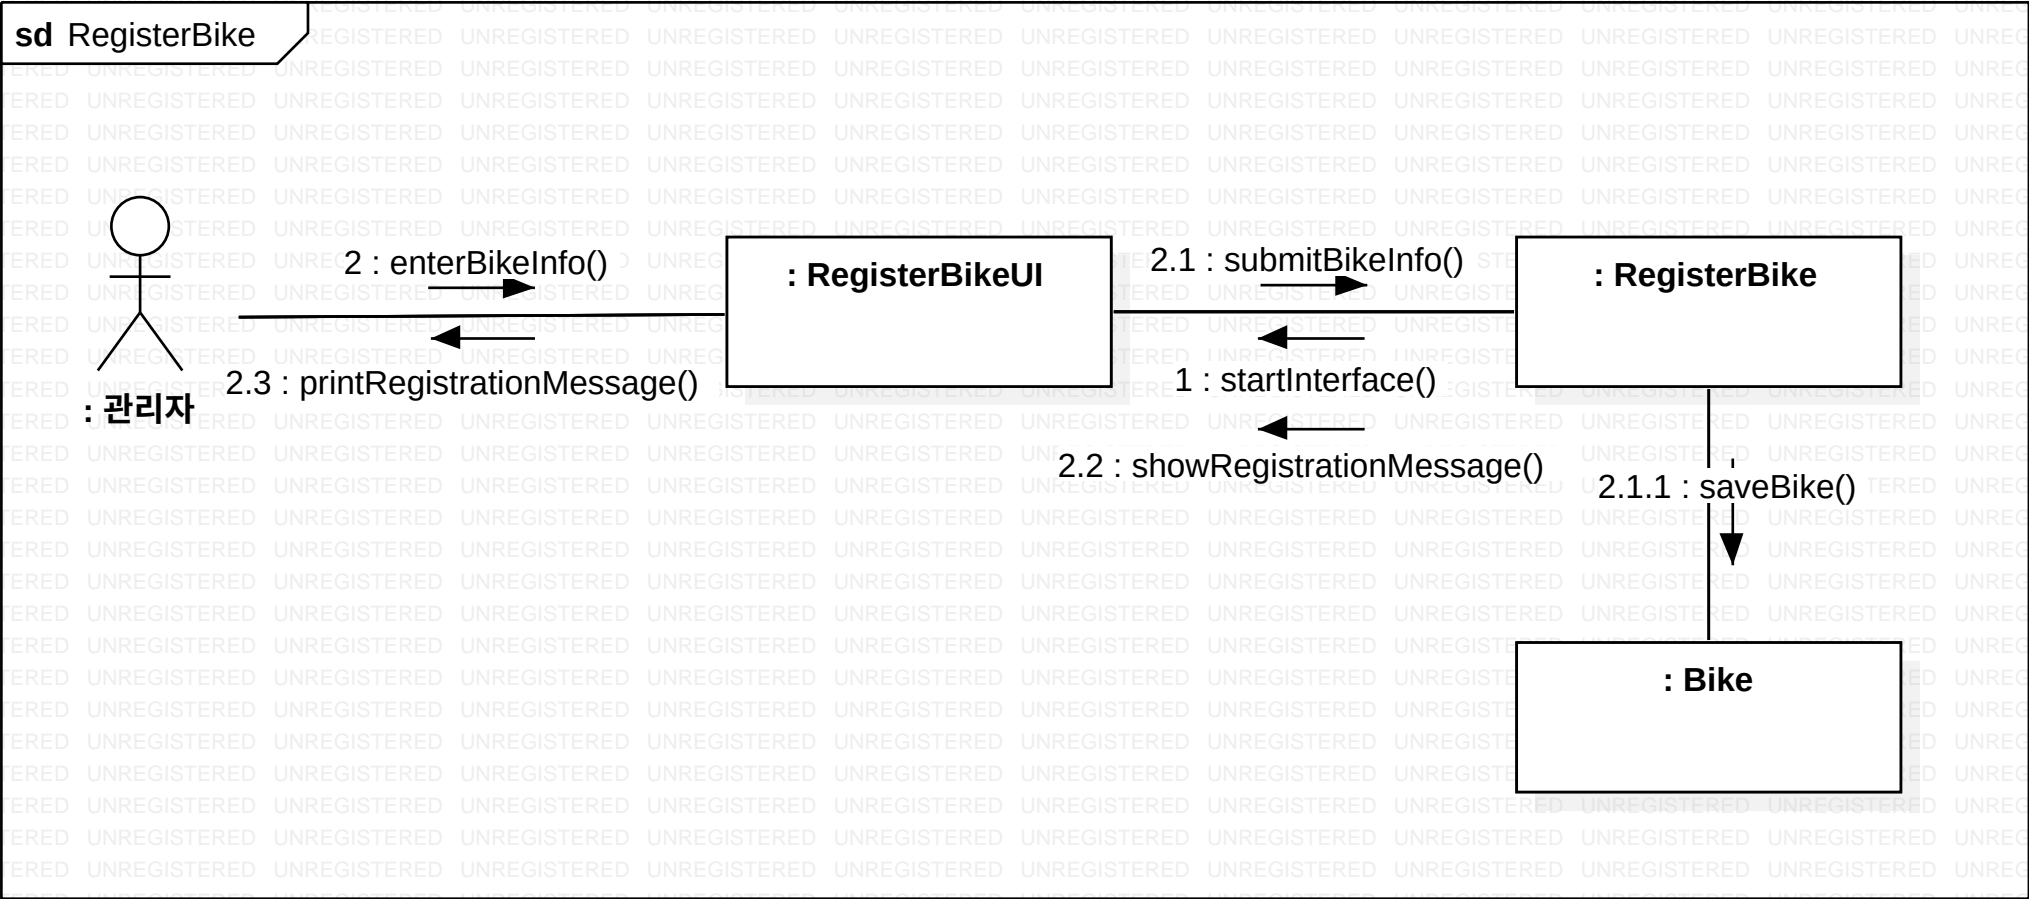 sd RegisterBike
2 : enterBikeInfo()
: RegisterBikeUI
2.1 : submitBikeInfo()
: RegisterBike
2.3 : printRegistrationMessage()
1 : startInterface()
: 관리자
2.2 : showRegistrationMessage()
2.1.1 : saveBike()
: Bike